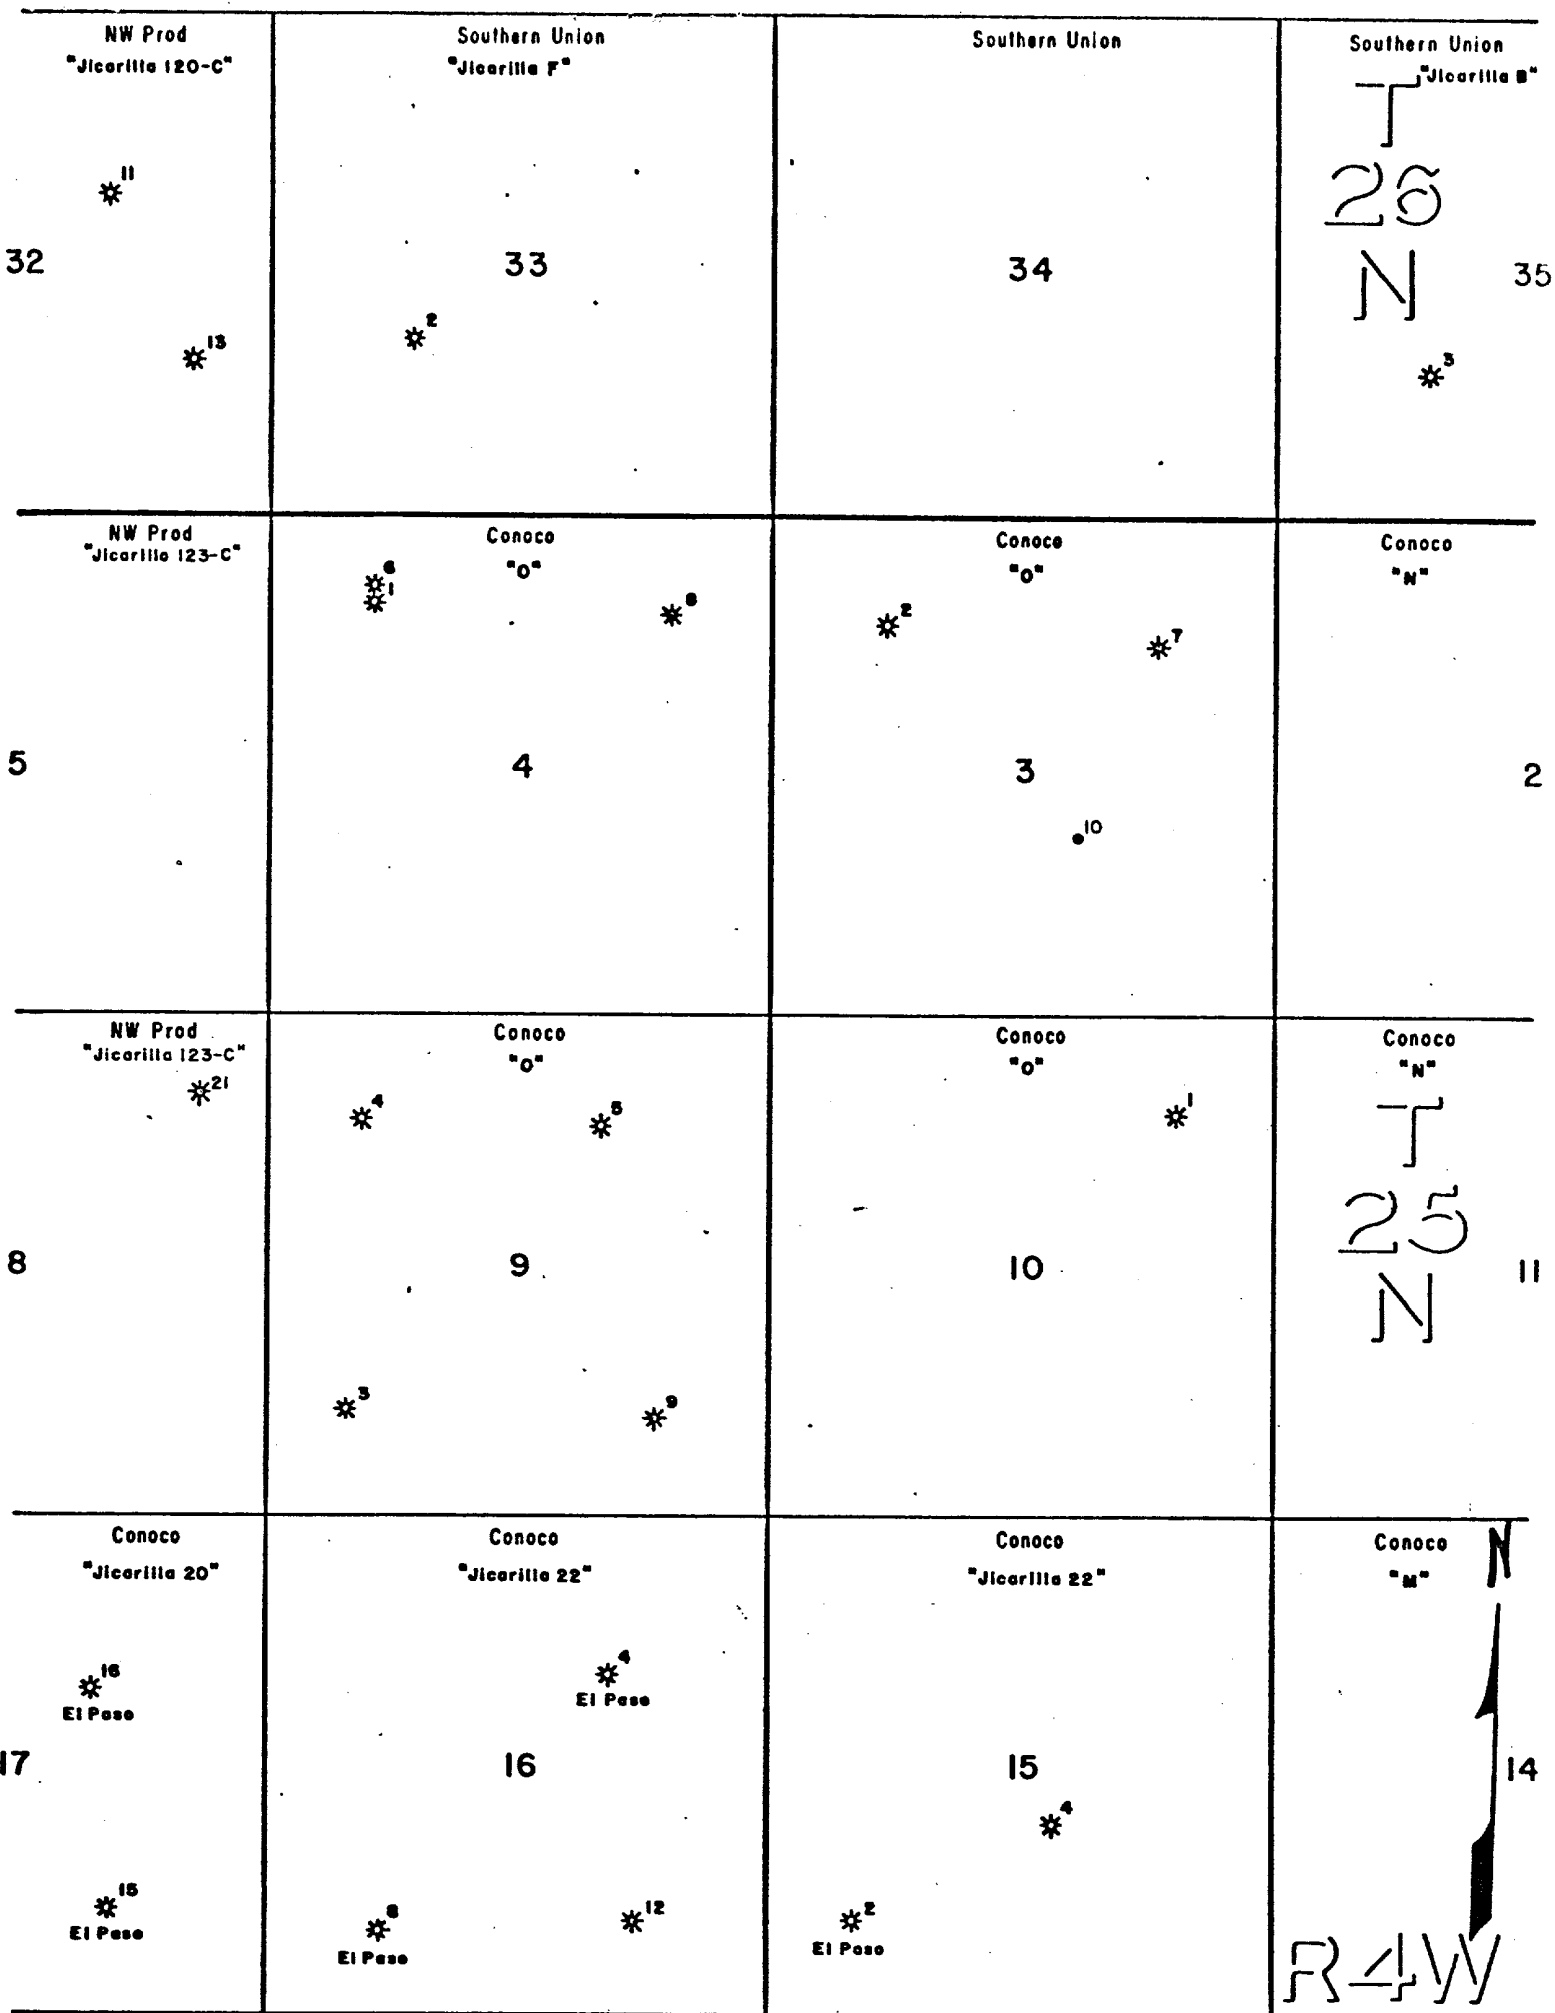 NW Prod
"Jicarilla 120-C"
11
32
13
Southern Union
"Jicarilla F"
33
2
Southern Union
34
Southern Union
"Jicarilla B"
T
26
N
35
3
NW Prod
"Jicarilla 123-C"
5
Conoco
"O"
6
1
8
4
Conoco
"O"
2
7
3
10
Conoco
"N"
2
NW Prod
"Jicarilla 123-C"
21
8
Conoco
"O"
4
5
9
3
9
Conoco
"O"
1
10
Conoco
"N"
T
25
N
11
Conoco
"Jicarilla 20"
16
El Paso
17
15
El Paso
Conoco
"Jicarilla 22"
4
El Paso
16
8
El Paso
12
Conoco
"Jicarilla 22"
15
4
2
El Paso
Conoco
"M"
N
14
R4W